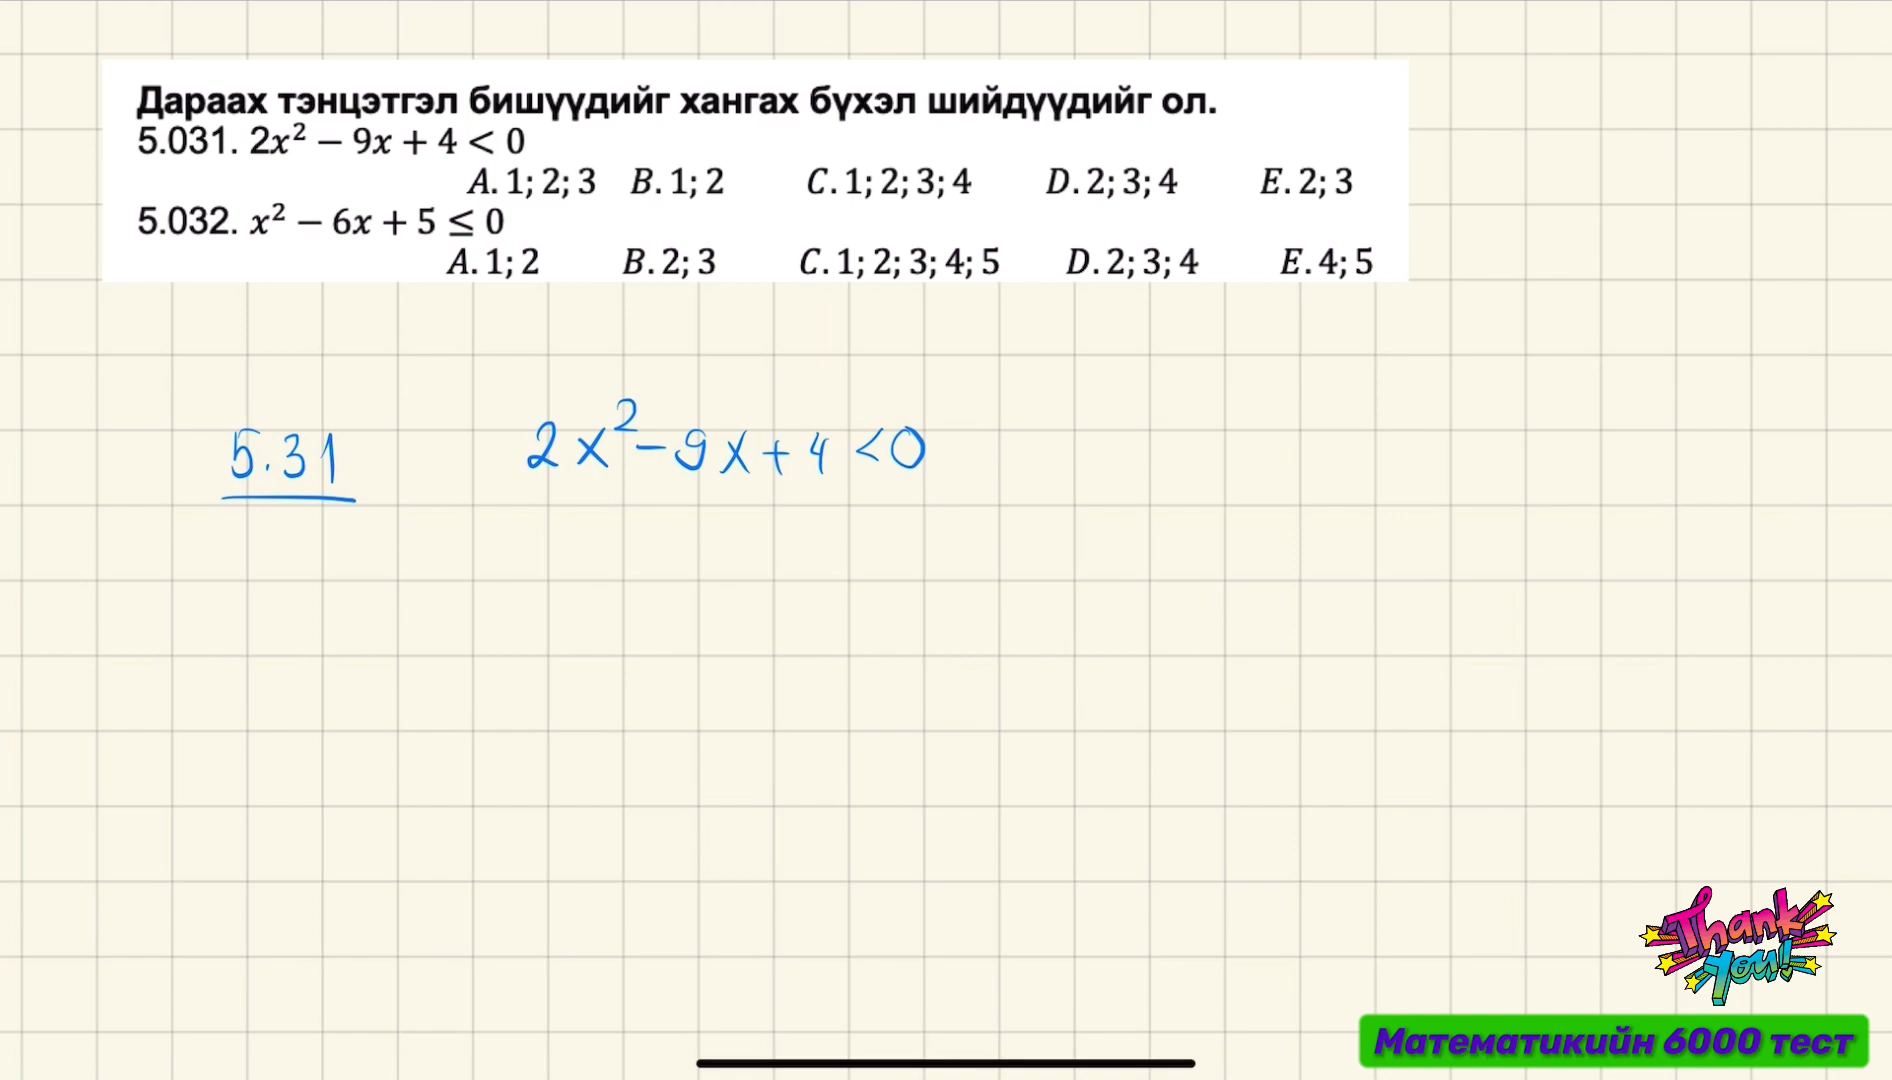 Дараах тэнцэтгэл бишүүдийг хангах бүхэл шийдүүдийг ол.
5.031. 2x² − 9x + 4 < 0
A. 1; 2; 3 B. 1; 2 C. 1; 2; 3; 4 D. 2; 3; 4 E. 2; 3
5.032. x² − 6x + 5 ≤ 0
A. 1; 2 B. 2; 3 C. 1; 2; 3; 4; 5 D. 2; 3; 4 E. 4; 5
5.31 2x² − 9x + 4 < 0
Thank
You!
Математикийн 6000 тест